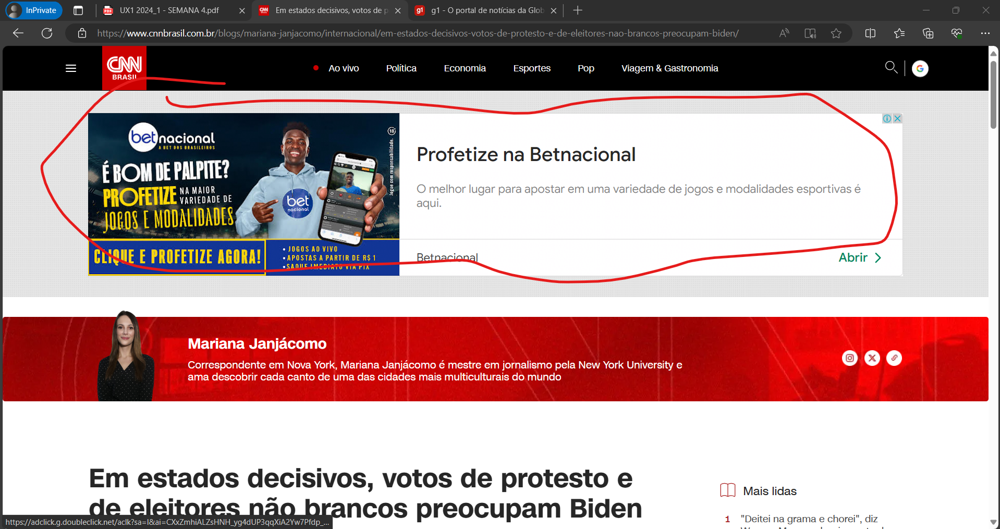 InPrivate
UX1 2024_1 - SEMANA 4.pdf
Em estados decisivos, votos de p
g1 - O portal de notícias da Glob
https://www.cnnbrasil.com.br/blogs/mariana-janjacomo/internacional/em-estados-decisivos-votos-de-protesto-e-de-eleitores-nao-brancos-preocupam-biden/
CNN
BRASIL
Ao vivo
Política
Economia
Esportes
Pop
Viagem & Gastronomia
betnacional
A BET DOS BRASILEIROS
É BOM DE PALPITE?
PROFETIZE NA MAIOR
VARIEDADE DE
JOGOS E MODALIDADES
CLIQUE E PROFETIZE AGORA!
• JOGOS AO VIVO
• APOSTAS A PARTIR DE R$ 1
• SAQUE IMEDIATO VIA PIX
bet
nacional
18+
Jogue com responsabilidade.
Profetize na Betnacional
O melhor lugar para apostar em uma variedade de jogos e modalidades esportivas é
aqui.
Betnacional
Abrir
Mariana Janjácomo
Correspondente em Nova York, Mariana Janjácomo é mestre em jornalismo pela New York University e
ama descobrir cada canto de uma das cidades mais multiculturais do mundo
Em estados decisivos, votos de protesto e
de eleitores não brancos preocupam Biden
Mais lidas
1 "Deitei na grama e chorei", diz
https://adclick.g.doubleclick.net/aclk?sa=l&ai=CXxZmhiALZsHNH_yg4dUP3qqXiA2Yw7Pfdp_...